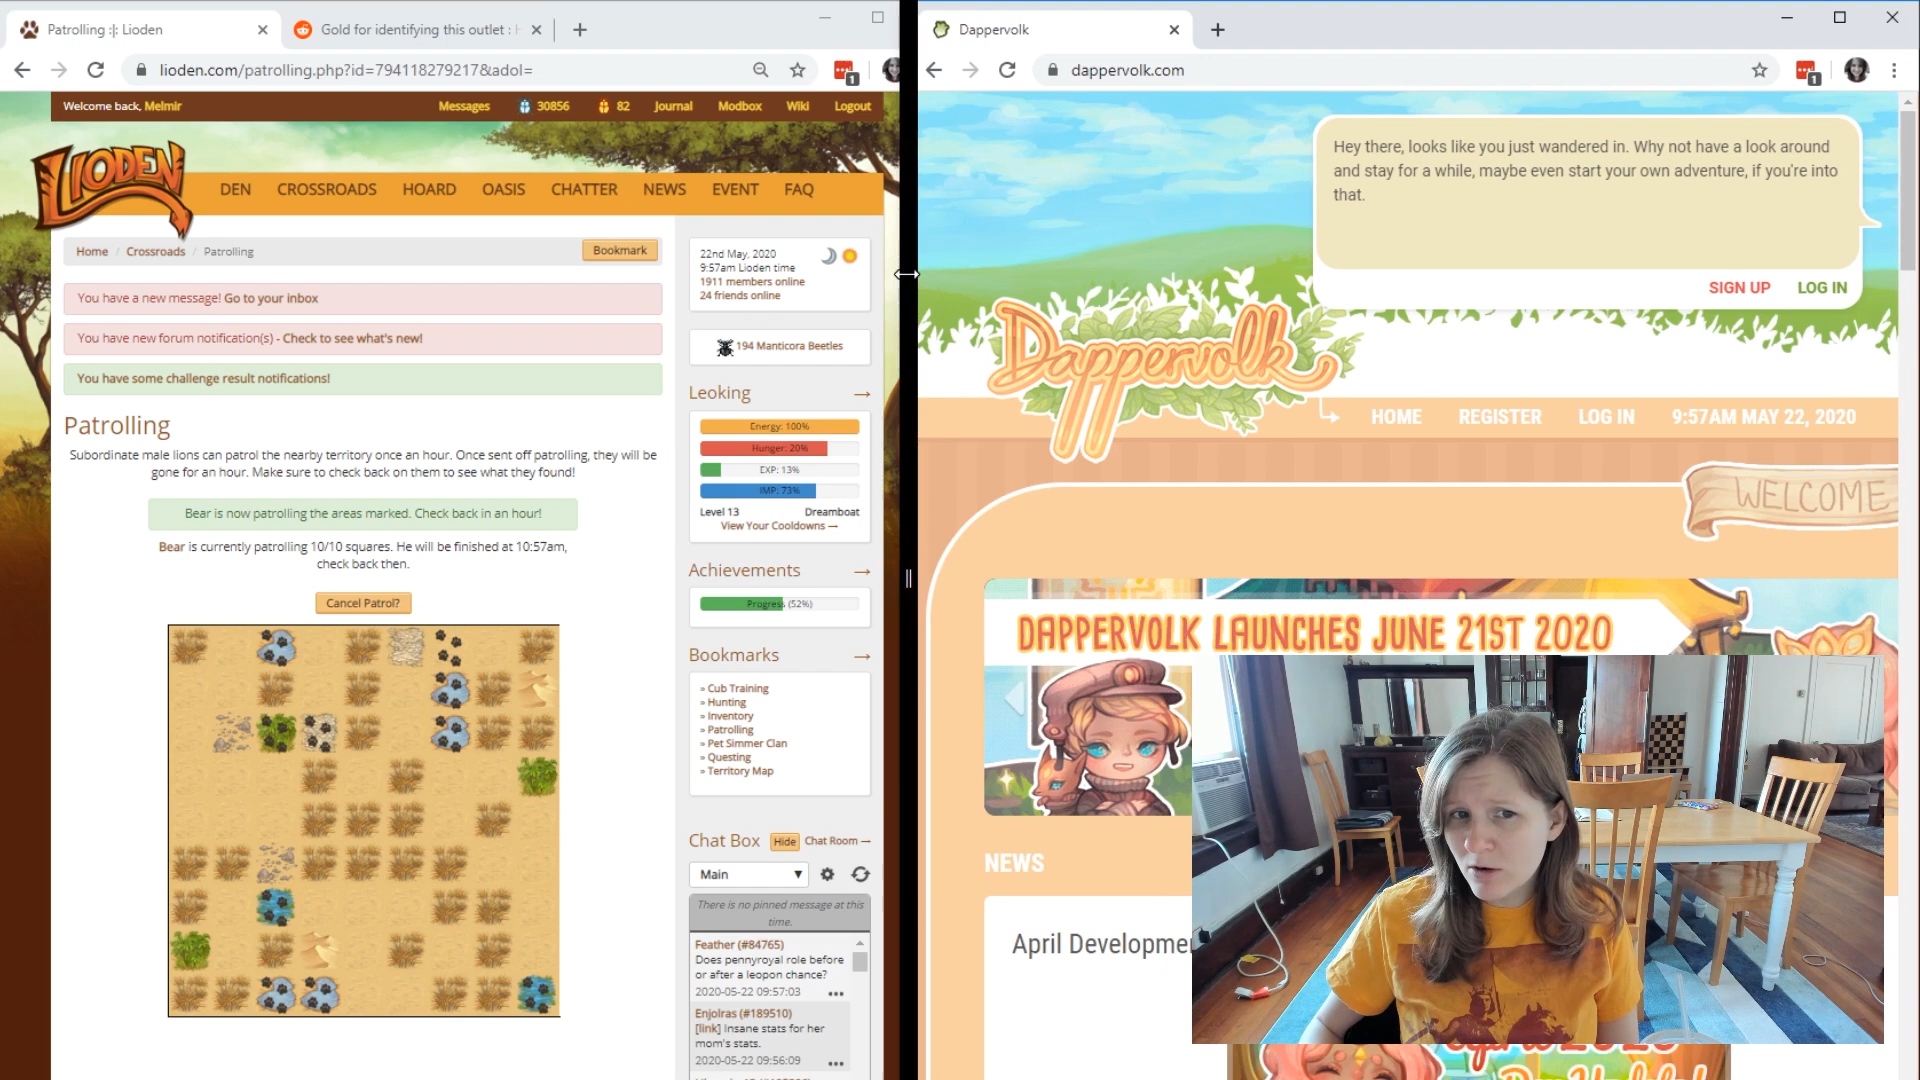 Patrolling :|: Lioden
Gold for identifying this outlet :
lioden.com/patrolling.php?id=794118279217&adol=
1
Welcome back, Melmir
Messages 30856 82 Journal Modbox Wiki Logout
LIODEN
DEN CROSSROADS HOARD OASIS CHATTER NEWS EVENT FAQ
Home / Crossroads / Patrolling
Bookmark
You have a new message! Go to your inbox
You have new forum notification(s) - Check to see what's new!
You have some challenge result notifications!
Patrolling
Subordinate male lions can patrol the nearby territory once an hour. Once sent off patrolling, they will be
gone for an hour. Make sure to check back on them to see what they found!
Bear is now patrolling the areas marked. Check back in an hour!
Bear is currently patrolling 10/10 squares. He will be finished at 10:57am,
check back then.
Cancel Patrol?
22nd May, 2020
9:57am Lioden time
1911 members online
24 friends online
194 Manticora Beetles
Leoking →
Energy: 100%
Hunger: 20%
EXP: 13%
IMP: 73%
Level 13 Dreamboat
View Your Cooldowns →
Achievements →
Progress (52%)
Bookmarks →
» Cub Training
» Hunting
» Inventory
» Patrolling
» Pet Simmer Clan
» Questing
» Territory Map
Chat Box Hide Chat Room →
Main
There is no pinned message at this
time.
Feather (#84765)
Does pennyroyal role before
or after a leopon chance?
2020-05-22 09:57:03
Enjolras (#189510)
[link] Insane stats for her
mom's stats.
2020-05-22 09:56:09
Dappervolk
dappervolk.com
1
Hey there, looks like you just wandered in. Why not have a look around
and stay for a while, maybe even start your own adventure, if you're into
that.
SIGN UP LOG IN
Dappervolk
HOME REGISTER LOG IN 9:57AM MAY 22, 2020
WELCOME
DAPPERVOLK LAUNCHES JUNE 21ST 2020
NEWS
April